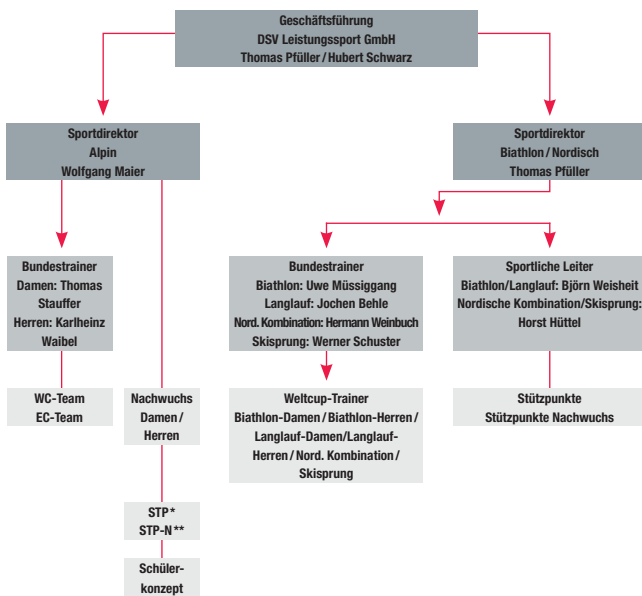 Geschäftsführung
DSV Leistungssport GmbH
Thomas Pfüller/Hubert Schwarz
Sportdirektor
Alpin
Wolfgang Maier
Sportdirektor
Biathlon/Nordisch
Thomas Pfüller
Bundestrainer
Damen: Thomas
Stauffer
Herren: Karlheinz
Waibel
Bundestrainer
Biathlon: Uwe Müssiggang
Langlauf: Jochen Behle
Nord. Kombination: Hermann Weinbuch
Skisprung: Werner Schuster
Sportliche Leiter
Biathlon/Langlauf: Björn Weisheit
Nordische Kombination/Skisprung:
Horst Hüttel
WC-Team
EC-Team
Nachwuchs
Damen/
Herren
Weltcup-Trainer
Biathlon-Damen/Biathlon-Herren/
Langlauf-Damen/Langlauf-
Herren/Nord. Kombination/
Skisprung
Stützpunkte
Stützpunkte Nachwuchs
STP*
STP-N**
Schüler-
konzept